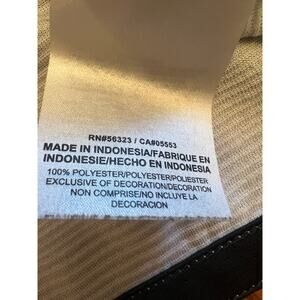 RN#56323 / CA#05553
MADE IN INDONESIA/FABRIQUE EN
INDONESIE/HECHO EN INDONESIA
100% POLYESTER/POLYESTER/POLIESTER
EXCLUSIVE OF DECORATION/DECORATION
NON COMPRISE/NO INCLUYE LA
DECORACION